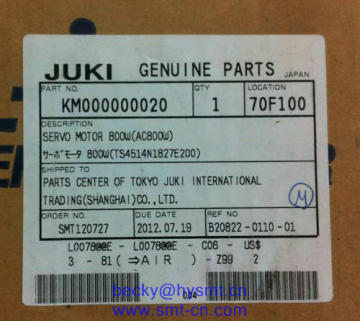 JUKI GENUINE PARTS JAPAN
PART NO. QTY LOCATION
KM000000020 1 70F100
DESCRIPTION
SERVO MOTOR 800W(AC800W)
サーボモータ 800W(TS4514N1827E200)
SHIPPED TO
PARTS CENTER OF TOKYO JUKI INTERNATIONAL
TRADING(SHANGHAI)CO.,LTD.
M
ORDER NO. DUE DATE REF NO
SMT120727 2012.07.19 B20822-0110-01
L0078@@E - L0078@@E - C06 - US$
3 - 81(⇒AIR ) - Z99 2
004
becky@hysmt.cn
www.smt-cn.com